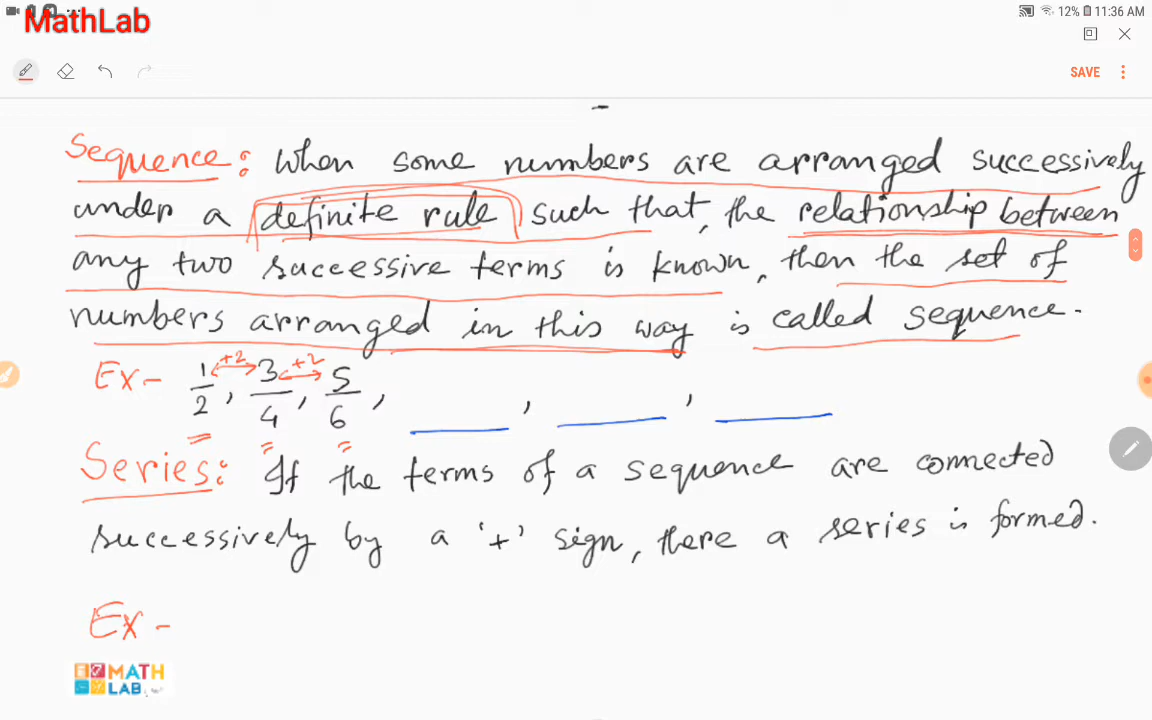 MathLab
12% 11:36 AM
SAVE
Sequence: When some numbers are arranged successively
under a definite rule such that, the relationship between
any two successive terms is known, then the set of
numbers arranged in this way is called sequence.
+2 +2
Ex- 1/2, 3/4, 5/6, , ,
Series: If the terms of a sequence are connected
successively by a '+' sign, there a series is formed.
Ex -
MATH
LAB